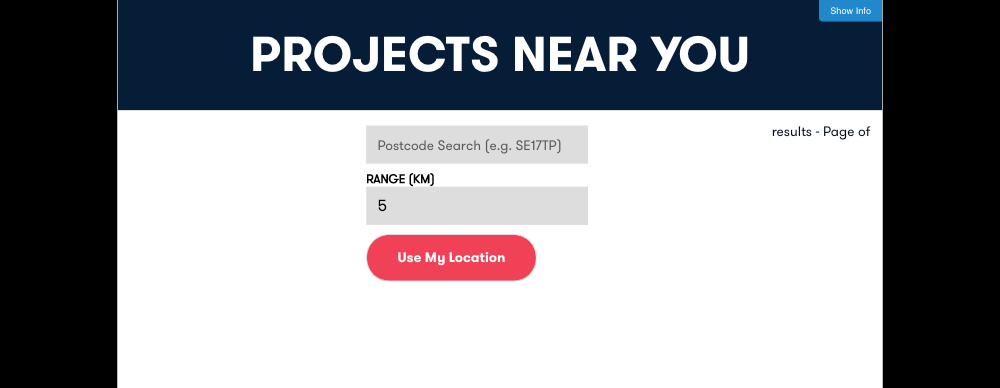 Show Info
PROJECTS NEAR YOU
Postcode Search (e.g. SE17TP)
results - Page of
RANGE (KM)
5
Use My Location